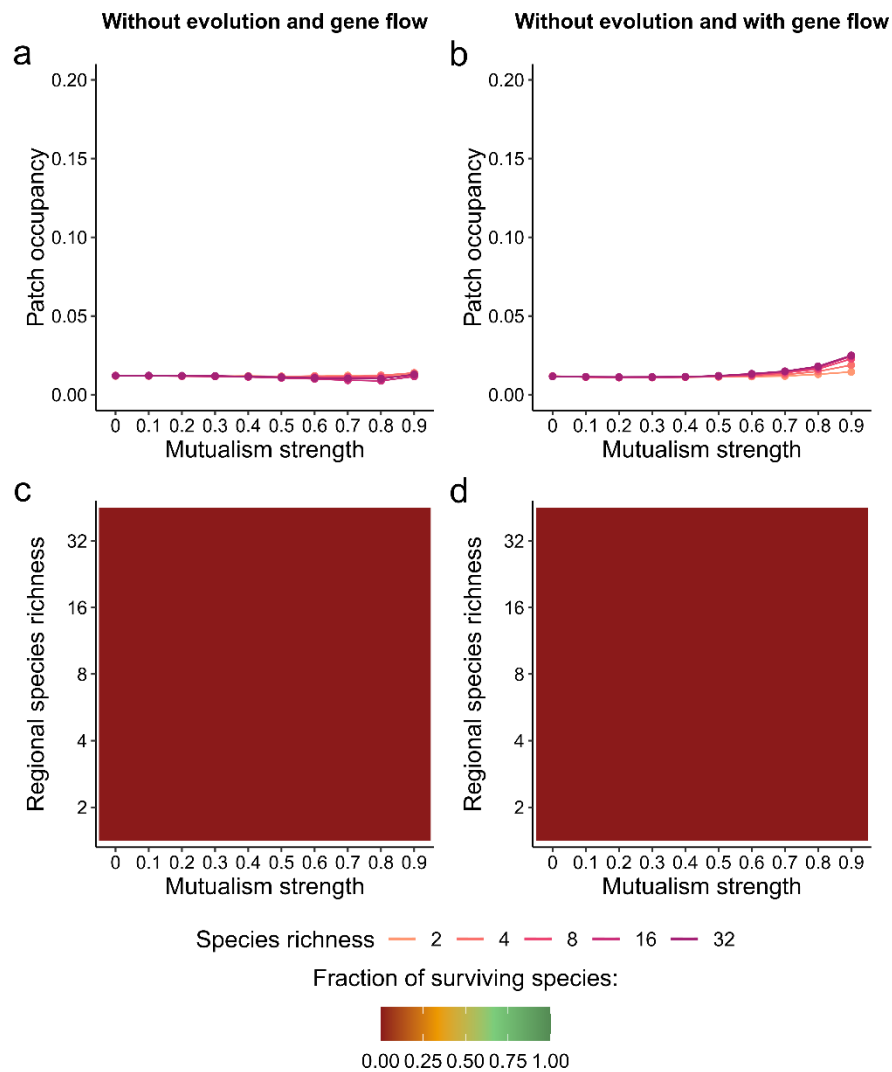 Without evolution and gene flow
Without evolution and with gene flow
a
b
0.20
0.15
0.10
0.05
0.00
Patch occupancy
0 0.1 0.2 0.3 0.4 0.5 0.6 0.7 0.8 0.9
Mutualism strength
0.20
0.15
0.10
0.05
0.00
Patch occupancy
0 0.1 0.2 0.3 0.4 0.5 0.6 0.7 0.8 0.9
Mutualism strength
c
d
32
16
8
4
2
Regional species richness
0 0.1 0.2 0.3 0.4 0.5 0.6 0.7 0.8 0.9
Mutualism strength
32
16
8
4
2
Regional species richness
0 0.1 0.2 0.3 0.4 0.5 0.6 0.7 0.8 0.9
Mutualism strength
Species richness 2 4 8 16 32
Fraction of surviving species:
0.00 0.25 0.50 0.75 1.00